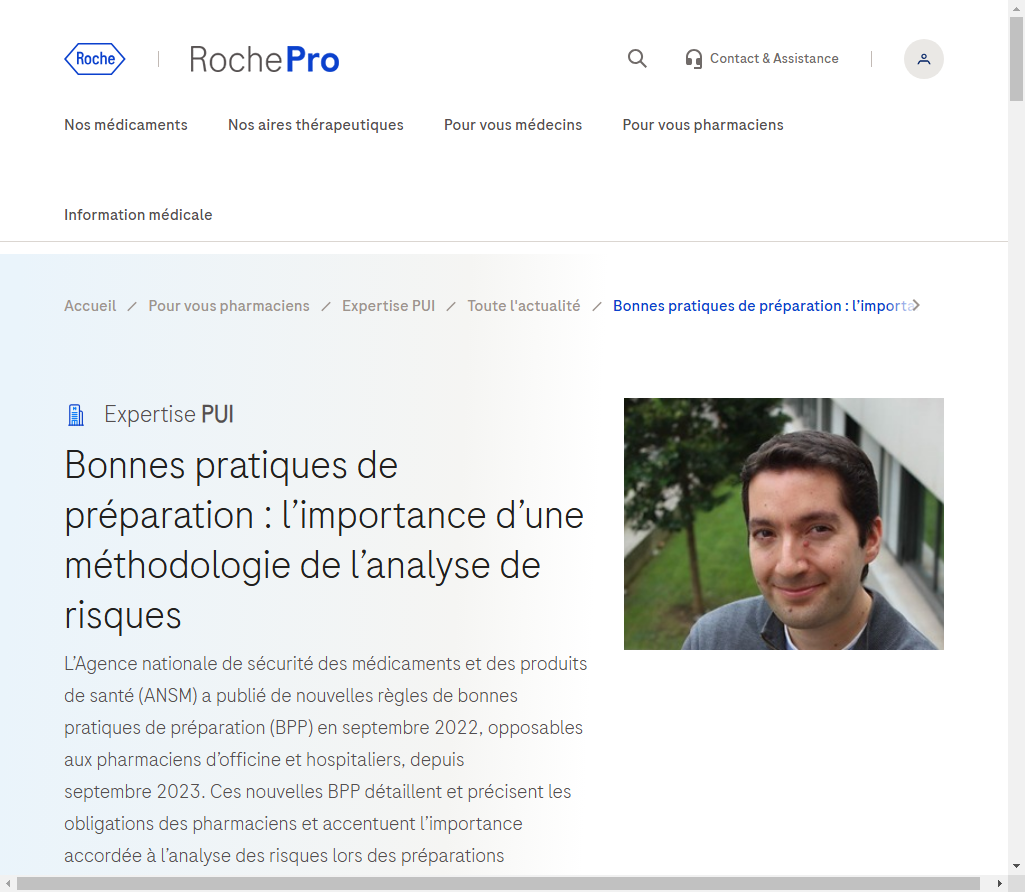 Roche
RochePro
Contact & Assistance
Nos médicaments
Nos aires thérapeutiques
Pour vous médecins
Pour vous pharmaciens
Information médicale
Accueil / Pour vous pharmaciens / Expertise PUI / Toute l'actualité / Bonnes pratiques de préparation : l’importa
Expertise PUI
Bonnes pratiques de
préparation : l’importance d’une
méthodologie de l’analyse de
risques
L’Agence nationale de sécurité des médicaments et des produits
de santé (ANSM) a publié de nouvelles règles de bonnes
pratiques de préparation (BPP) en septembre 2022, opposables
aux pharmaciens d’officine et hospitaliers, depuis
septembre 2023. Ces nouvelles BPP détaillent et précisent les
obligations des pharmaciens et accentuent l’importance
accordée à l’analyse des risques lors des préparations